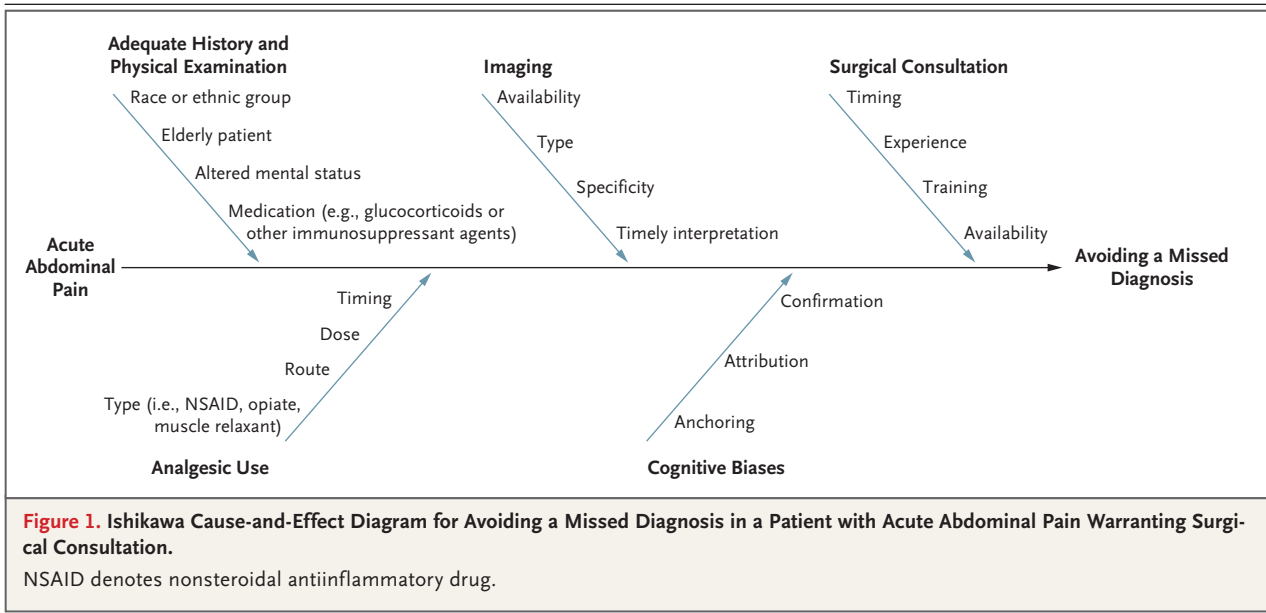 Adequate History and
Physical Examination
Race or ethnic group
Elderly patient
Altered mental status
Medication (e.g., glucocorticoids or
other immunosuppressant agents)
Imaging
Availability
Type
Specificity
Timely interpretation
Surgical Consultation
Timing
Experience
Training
Availability
Acute
Abdominal
Pain
Avoiding a Missed
Diagnosis
Timing
Dose
Route
Type (i.e., NSAID, opiate,
muscle relaxant)
Analgesic Use
Confirmation
Attribution
Anchoring
Cognitive Biases
Figure 1. Ishikawa Cause-and-Effect Diagram for Avoiding a Missed Diagnosis in a Patient with Acute Abdominal Pain Warranting Surgi-
cal Consultation.
NSAID denotes nonsteroidal antiinflammatory drug.